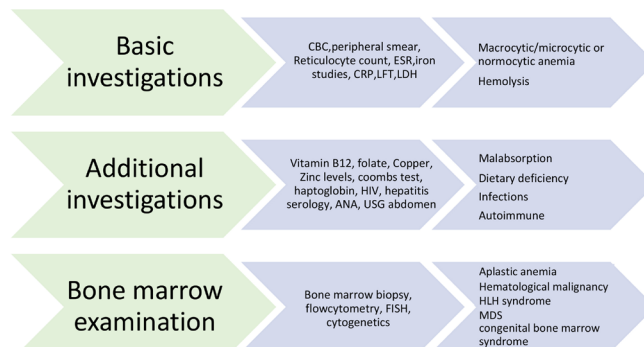 Basic
investigations
CBC,peripheral smear,
Reticulocyte count, ESR,iron
studies, CRP,LFT,LDH
Macrocytic/microcytic or
normocytic anemia
Hemolysis
Additional
investigations
Vitamin B12, folate, Copper,
Zinc levels, coombs test,
haptoglobin, HIV, hepatitis
serology, ANA, USG abdomen
Malabsorption
Dietary deficiency
Infections
Autoimmune
Bone marrow
examination
Bone marrow biopsy,
flowcytometry, FISH,
cytogenetics
Aplastic anemia
Hematological malignancy
HLH syndrome
MDS
congenital bone marrow
syndrome